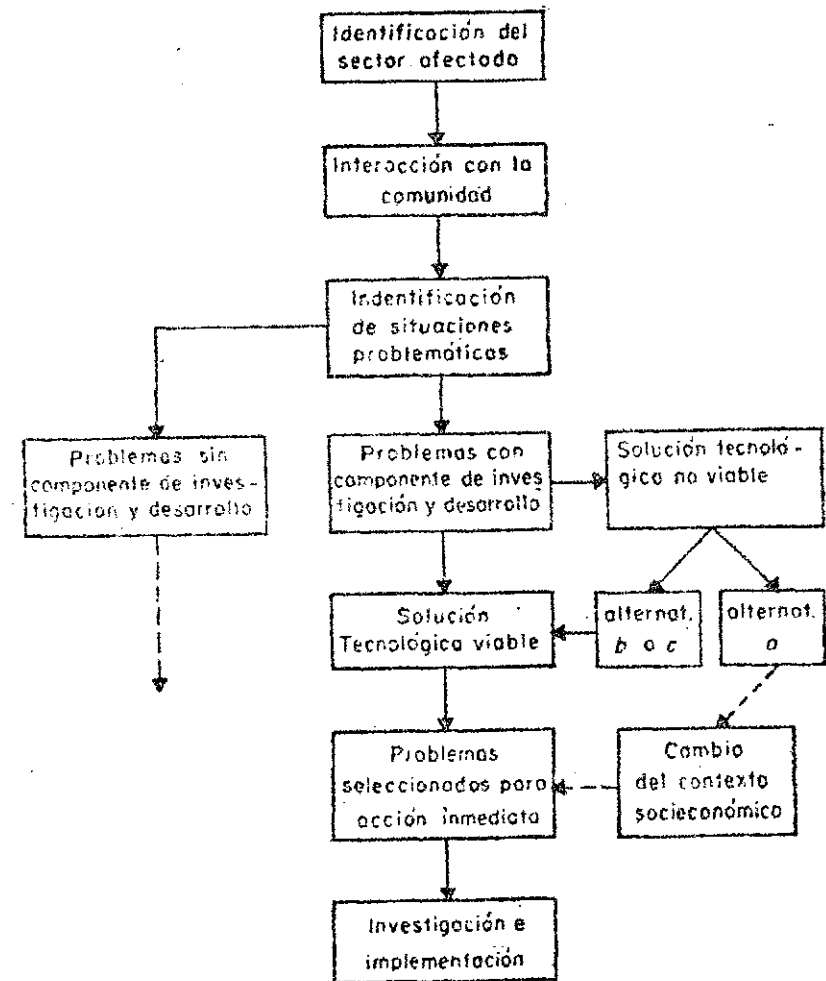 Identificación del
sector afectado
Interacción con la
comunidad
Indentificación
de situaciones
problemáticas
Problemas sin
componente de inves-
tigación y desarrollo
Problemas con
componente de inves
tigación y desarrollo
Solución tecnoló-
gica no viable
Solución
Tecnológica viable
alternat.
b o c
alternat.
a
Problemas
seleccionados para
acción inmediata
Cambio
del contexto
socieconómico
Investigación e
implementación